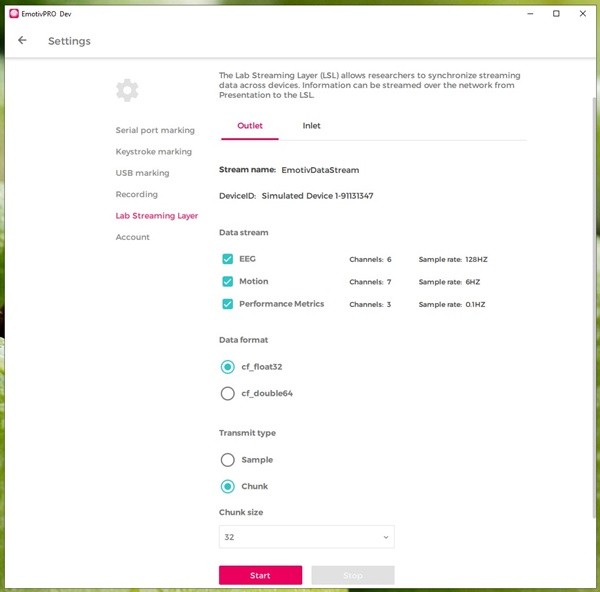 EmotivPRO Dev
Settings
The Lab Streaming Layer (LSL) allows researchers to synchronize streaming
data across devices. Information can be streamed over the network from
Presentation to the LSL.
Outlet Inlet
Serial port marking
Keystroke marking
USB marking
Recording
Lab Streaming Layer
Account
Stream name: EmotivDataStream
DeviceID: Simulated Device 1-91131347
Data stream
EEG Channels: 6 Sample rate: 128HZ
Motion Channels: 7 Sample rate: 6HZ
Performance Metrics Channels: 3 Sample rate: 0.1HZ
Data format
cf_float32
cf_double64
Transmit type
Sample
Chunk
Chunk size
32
Start Stop